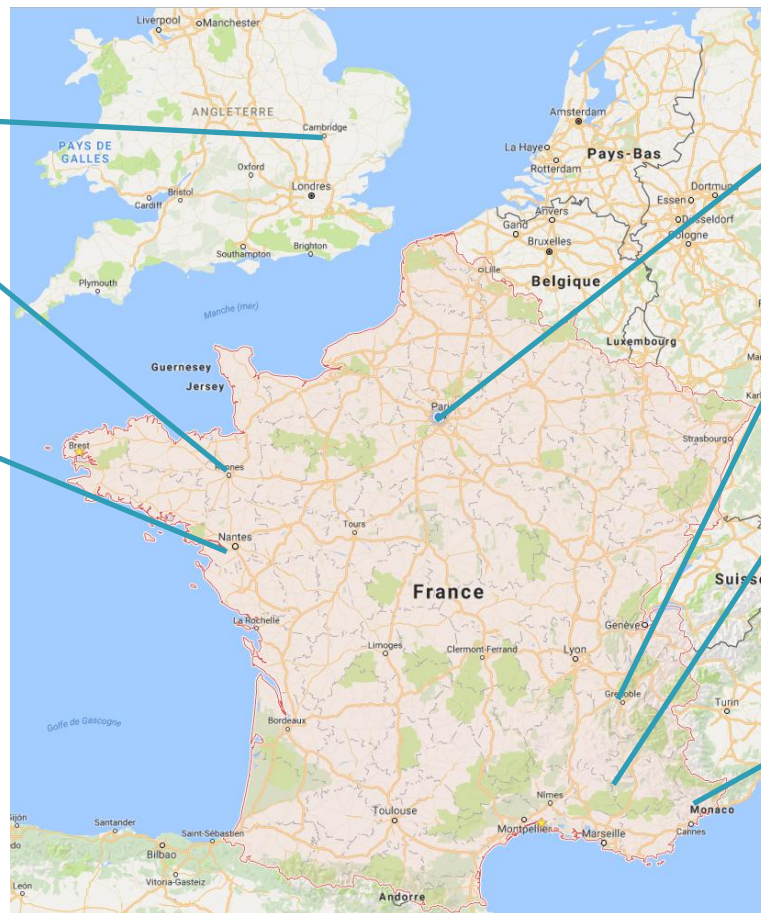 Liverpool
Manchester
ANGLETERRE
Cambridge
PAYS DE
GALLES
Oxford
Londres
Cardiff
Bristol
Southampton
Brighton
Plymouth
Manche (mer)
Amsterdam
La Haye
Rotterdam
Pays-Bas
Essen
Dortmund
Düsseldorf
Cologne
Anvers
Gand
Bruxelles
Belgique
Lille
Luxembourg
Guernesey
Jersey
Paris
Strasbourg
Brest
Rennes
Nantes
Tours
France
Suisse
Genève
La Rochelle
Limoges
Clermont-Ferrand
Lyon
Grenoble
Turin
Golfe de Gascogne
Bordeaux
Nîmes
Monaco
Toulouse
Montpellier
Marseille
Cannes
Gijón
Santander
Saint-Sébastien
Bilbao
Vitoria-Gasteiz
León
Andorre